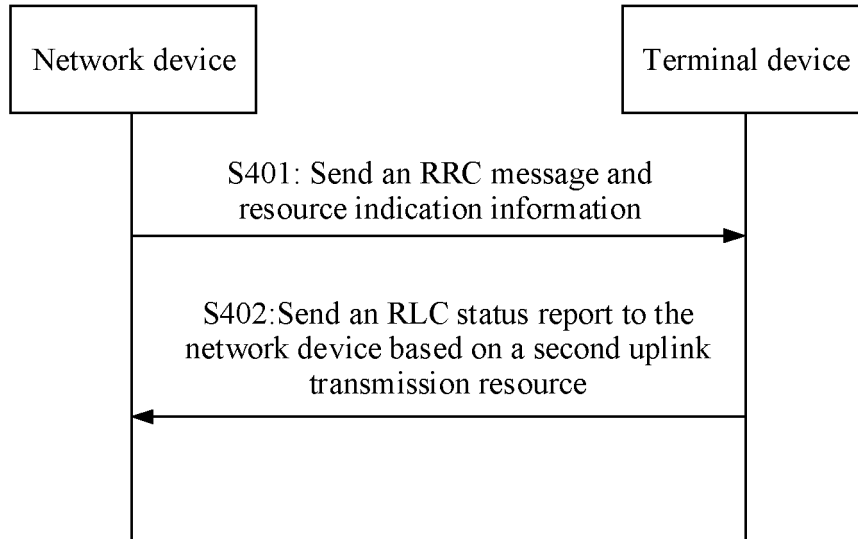 Network device
Terminal device
S401: Send an RRC message and
resource indication information
S402:Send an RLC status report to the
network device based on a second uplink
transmission resource